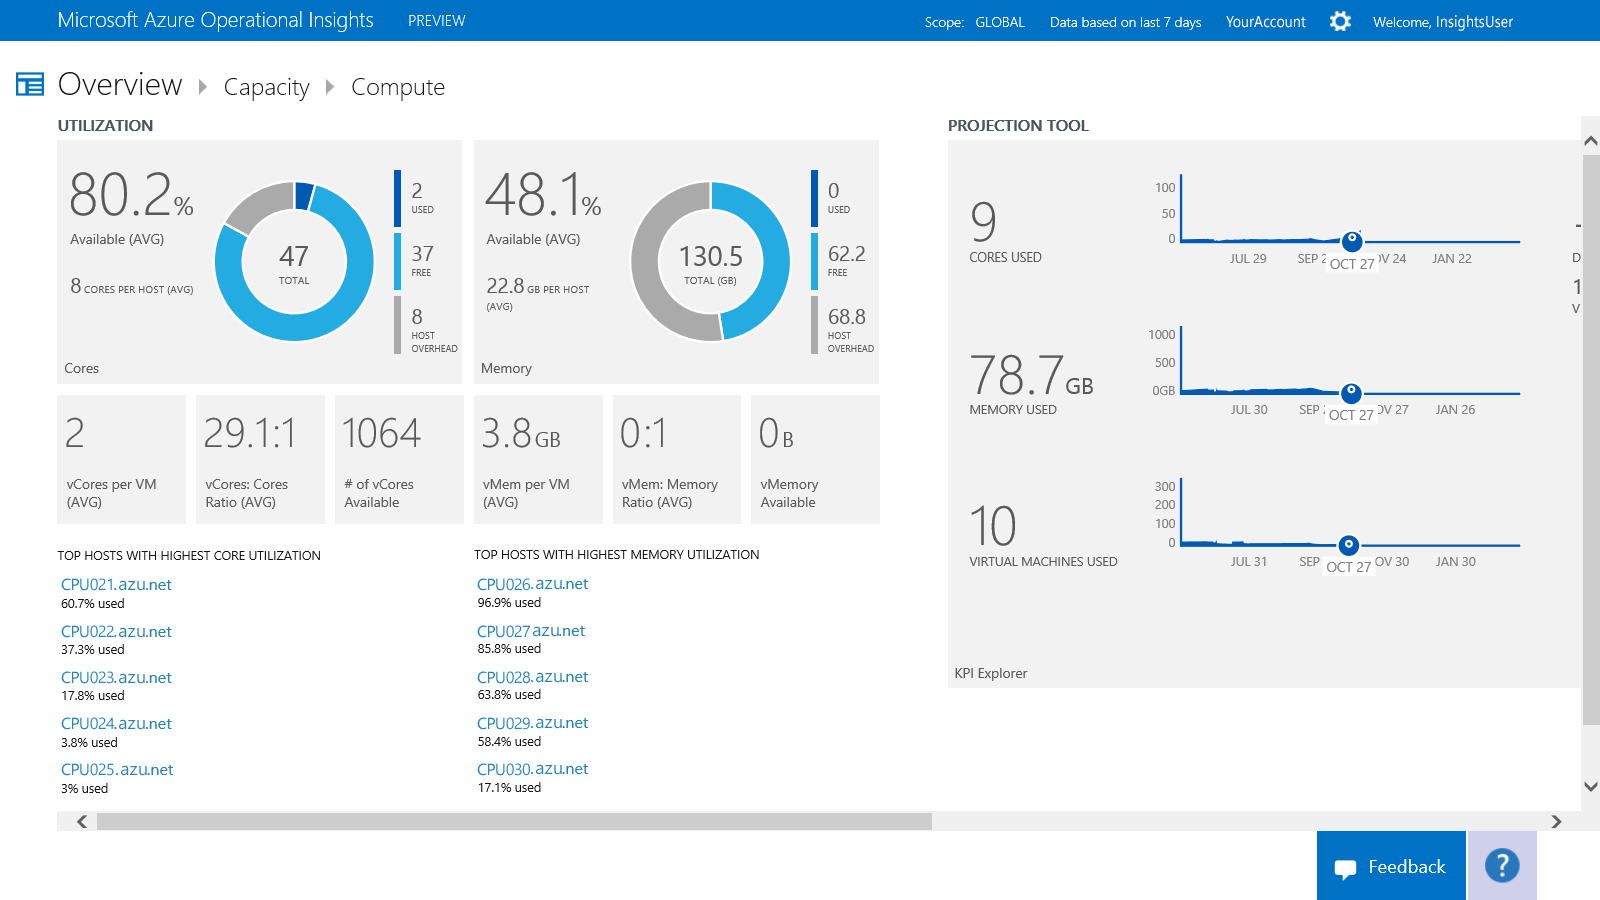 Microsoft Azure Operational Insights PREVIEW Scope: GLOBAL Data based on last 7 days YourAccount Welcome, InsightsUser
Overview Capacity Compute
UTILIZATION
80.2%
Available (AVG)
8 CORES PER HOST (AVG)
47
TOTAL
2
USED
37
FREE
8
HOST
OVERHEAD
Cores
48.1%
Available (AVG)
22.8 GB PER HOST
(AVG)
130.5
TOTAL (GB)
0
USED
62.2
FREE
68.8
HOST
OVERHEAD
Memory
2
vCores per VM
(AVG)
29.1:1
vCores: Cores
Ratio (AVG)
1064
# of vCores
Available
3.8GB
vMem per VM
(AVG)
0:1
vMem: Memory
Ratio (AVG)
0 B
vMemory
Available
TOP HOSTS WITH HIGHEST CORE UTILIZATION
CPU021.azu.net
60.7% used
CPU022.azu.net
37.3% used
CPU023.azu.net
17.8% used
CPU024.azu.net
3.8% used
CPU025.azu.net
3% used
TOP HOSTS WITH HIGHEST MEMORY UTILIZATION
CPU026.azu.net
96.9% used
CPU027 azu.net
85.8% used
CPU028.azu.net
63.8% used
CPU029.azu.net
58.4% used
CPU030.azu.net
17.1% used
PROJECTION TOOL
9
CORES USED
100
50
0
JUL 29 SEP 2 OCT 27 OV 24 JAN 22
D
1
V
78.7GB
MEMORY USED
1000
500
0GB
JUL 30 SEP OCT 27 OV 27 JAN 26
10
VIRTUAL MACHINES USED
300
200
100
0
JUL 31 SEP OCT 27 OV 30 JAN 30
KPI Explorer
Feedback
?